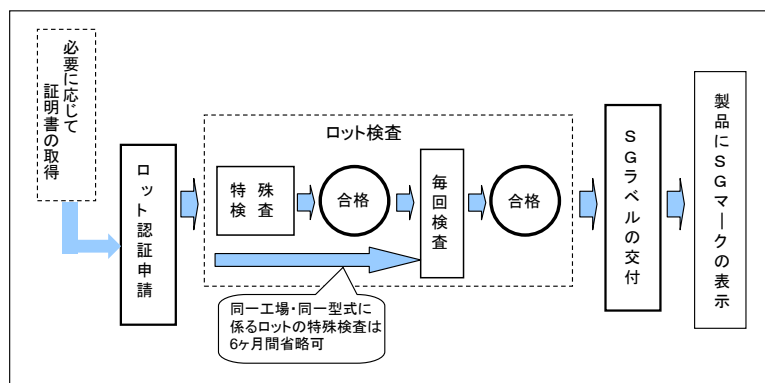 必要に応じて
証明書の取得
ロット認証申請
ロット検査
特殊
検査
合格
毎回検査
合格
同一工場・同一型式に
係るロットの特殊検査は
6ヶ月間省略可
SGラベルの交付
製品にSGマークの表示